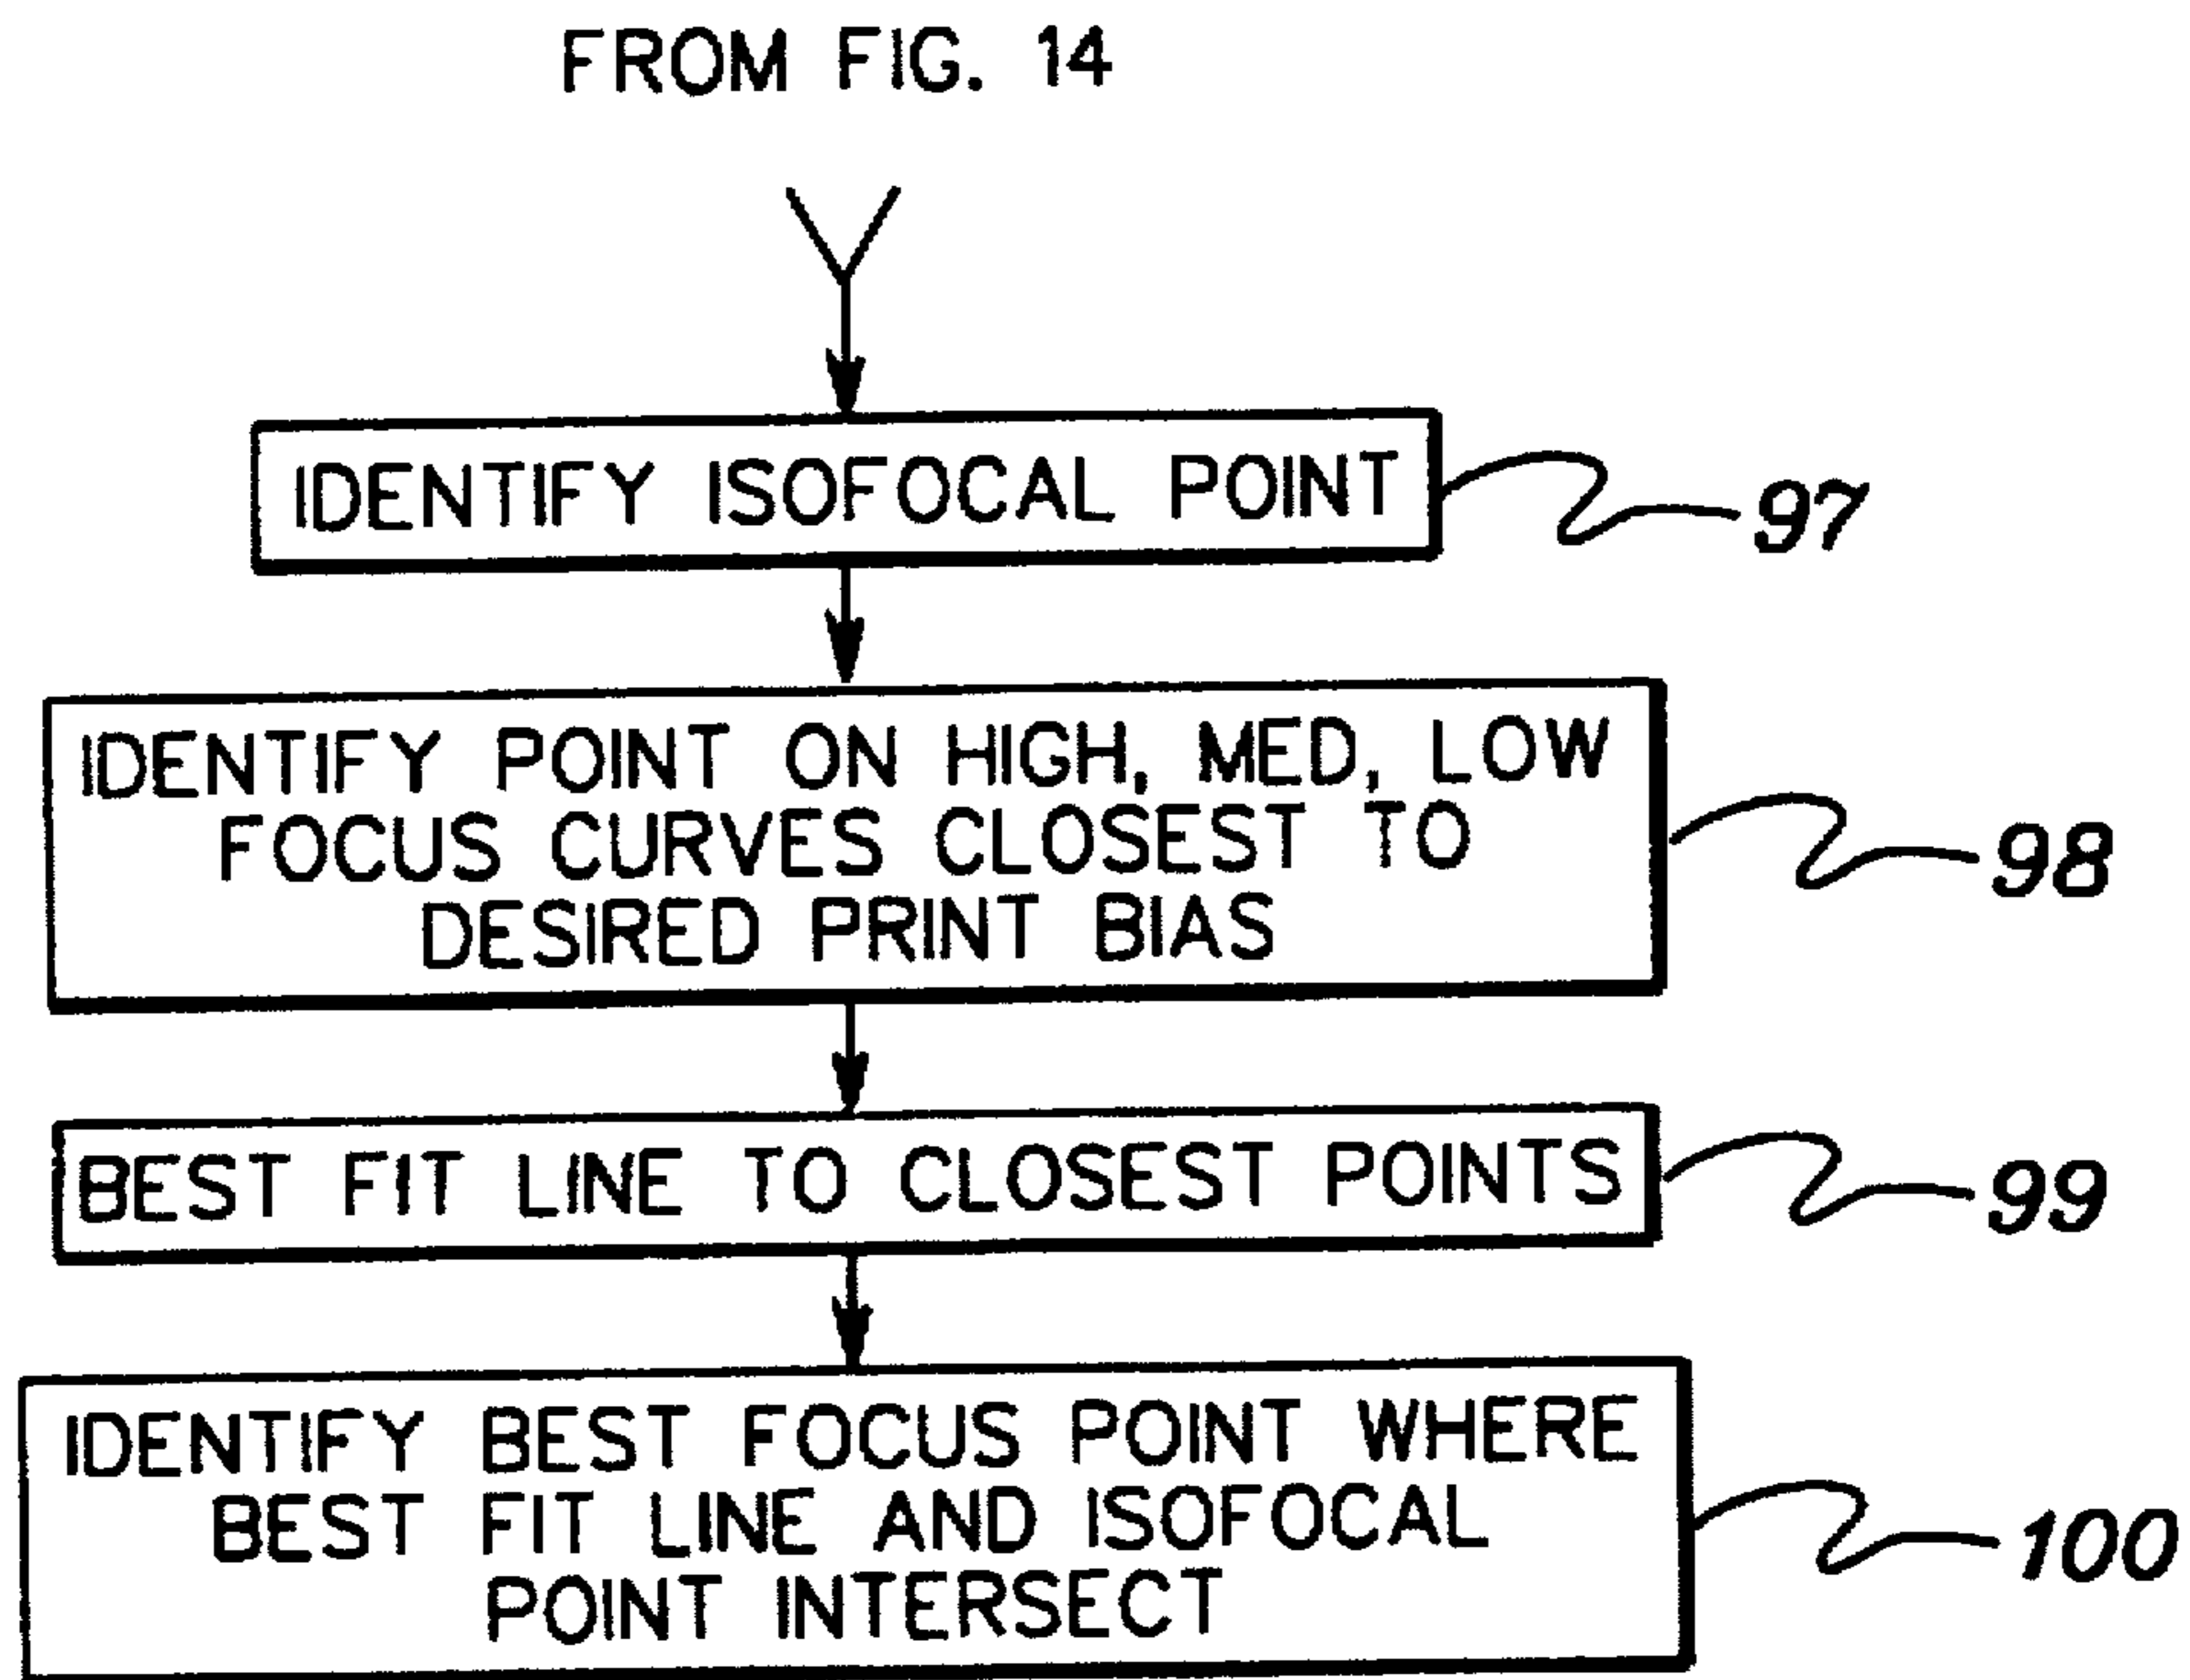 FROM FIG. 14
IDENTIFY ISOFOCAL POINT
97
IDENTIFY POINT ON HIGH, MED, LOW
FOCUS CURVES CLOSEST TO
DESIRED PRINT BIAS
98
BEST FIT LINE TO CLOSEST POINTS
99
IDENTIFY BEST FOCUS POINT WHERE
BEST FIT LINE AND ISOFOCAL
POINT INTERSECT
100